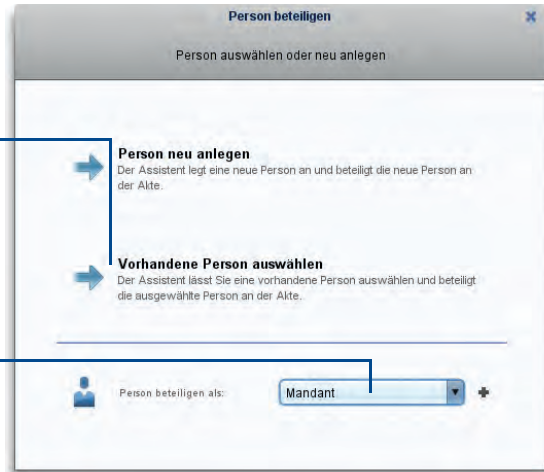 Person beteiligen
Person auswählen oder neu anlegen
Person neu anlegen
Der Assistent legt eine neue Person an und beteiligt die neue Person an
der Akte.
Vorhandene Person auswählen
Der Assistent lässt Sie eine vorhandene Person auswählen und beteiligt
die ausgewählte Person an der Akte.
Person beteiligen als: Mandant